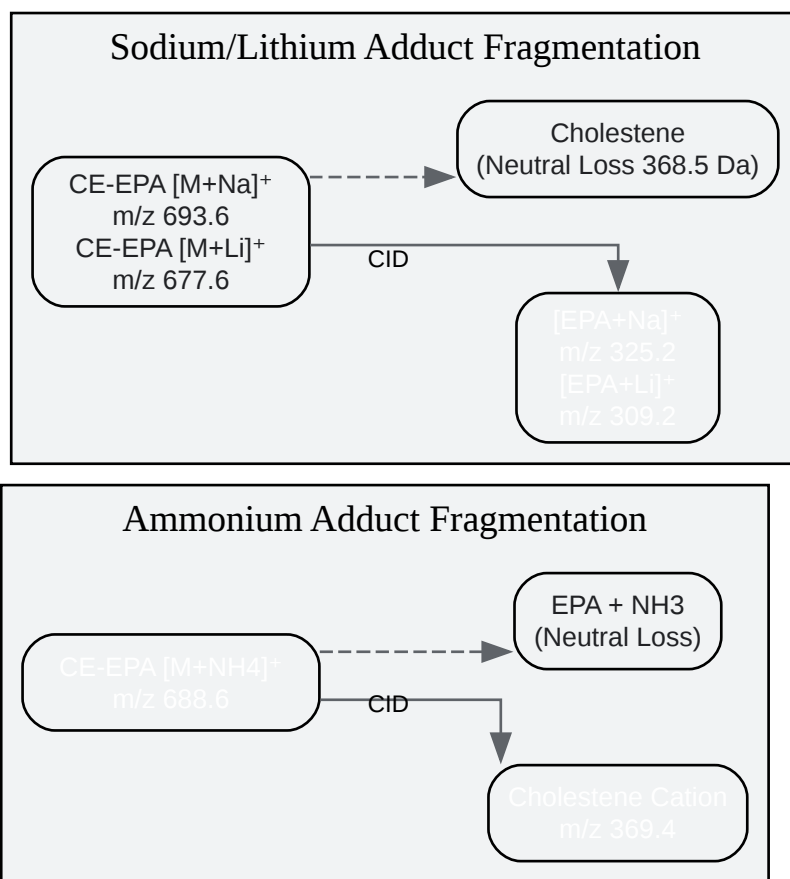 Sodium/Lithium Adduct Fragmentation
Cholestene
(Neutral Loss 368.5 Da)
CE-EPA [M+Na]⁺
m/z 693.6
CE-EPA [M+Li]⁺
m/z 677.6
CID
[EPA+Na]⁺
m/z 325.2
[EPA+Li]⁺
m/z 309.2
Ammonium Adduct Fragmentation
EPA + NH3
(Neutral Loss)
CE-EPA [M+NH4]⁺
m/z 688.6
CID
Cholestene Cation
m/z 369.4